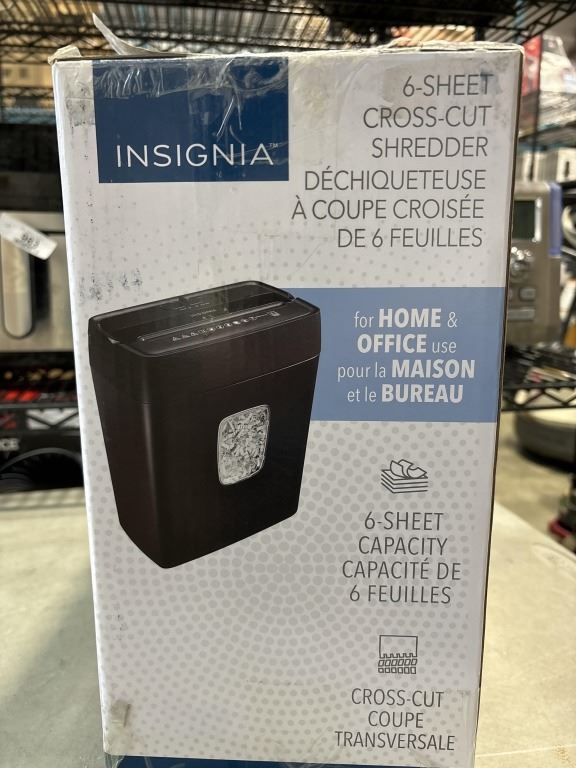 INSIGNIA™
6-SHEET
CROSS-CUT
SHREDDER
DÉCHIQUETEUSE
À COUPE CROISÉE
DE 6 FEUILLES
for HOME &
OFFICE use
pour la MAISON
et le BUREAU
6-SHEET
CAPACITY
CAPACITÉ DE
6 FEUILLES
CROSS-CUT
COUPE
TRANSVERSALE